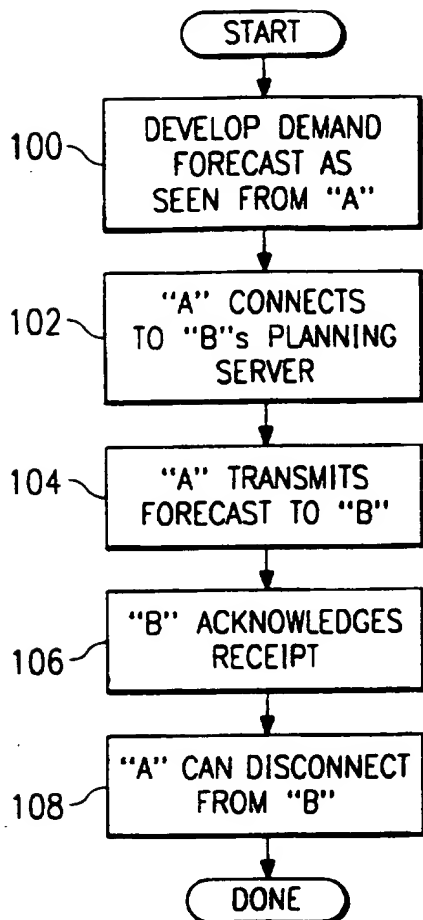 START
100
DEVELOP DEMAND
FORECAST AS
SEEN FROM “A”
102
“A” CONNECTS
TO “B”s PLANNING
SERVER
104
“A” TRANSMITS
FORECAST TO “B”
106
“B” ACKNOWLEDGES
RECEIPT
108
“A” CAN DISCONNECT
FROM “B”
DONE